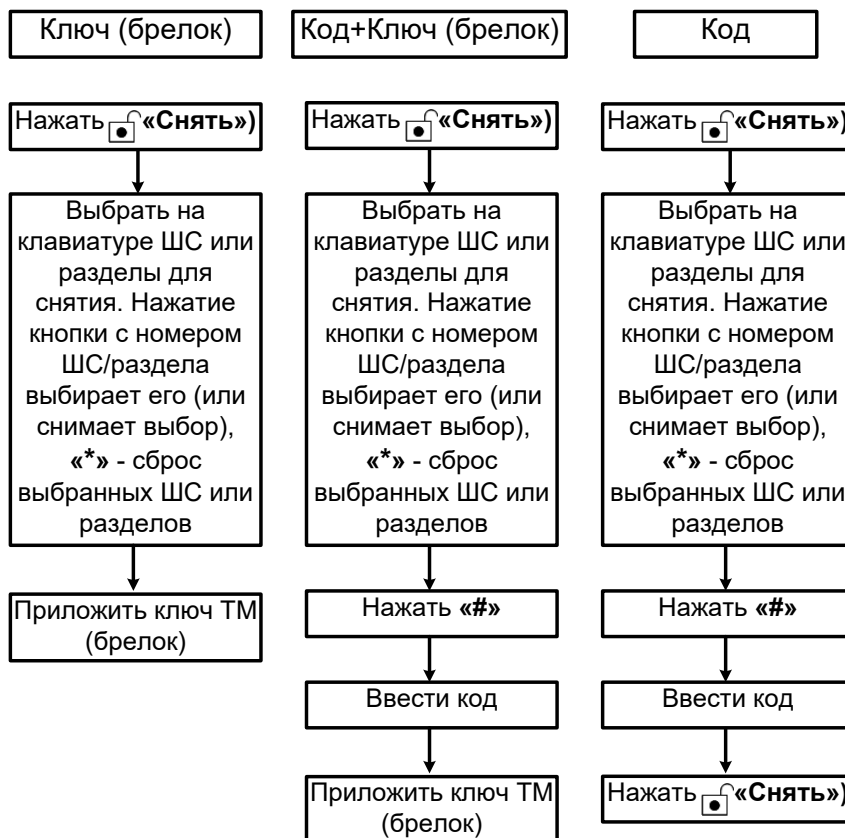 Ключ (брелок)
Код+Ключ (брелок)
Код
Нажать «Снять»)
Нажать «Снять»)
Нажать «Снять»)
Выбрать на
клавиатуре ШС или
разделы для
снятия. Нажатие
кнопки с номером
ШС/раздела
выбирает его (или
снимает выбор),
«*» - сброс
выбранных ШС или
разделов
Выбрать на
клавиатуре ШС или
разделы для
снятия. Нажатие
кнопки с номером
ШС/раздела
выбирает его (или
снимает выбор),
«*» - сброс
выбранных ШС или
разделов
Выбрать на
клавиатуре ШС или
разделы для
снятия. Нажатие
кнопки с номером
ШС/раздела
выбирает его (или
снимает выбор),
«*» - сброс
выбранных ШС или
разделов
Приложить ключ ТМ
(брелок)
Нажать «#»
Нажать «#»
Ввести код
Ввести код
Приложить ключ ТМ
(брелок)
Нажать «Снять»)